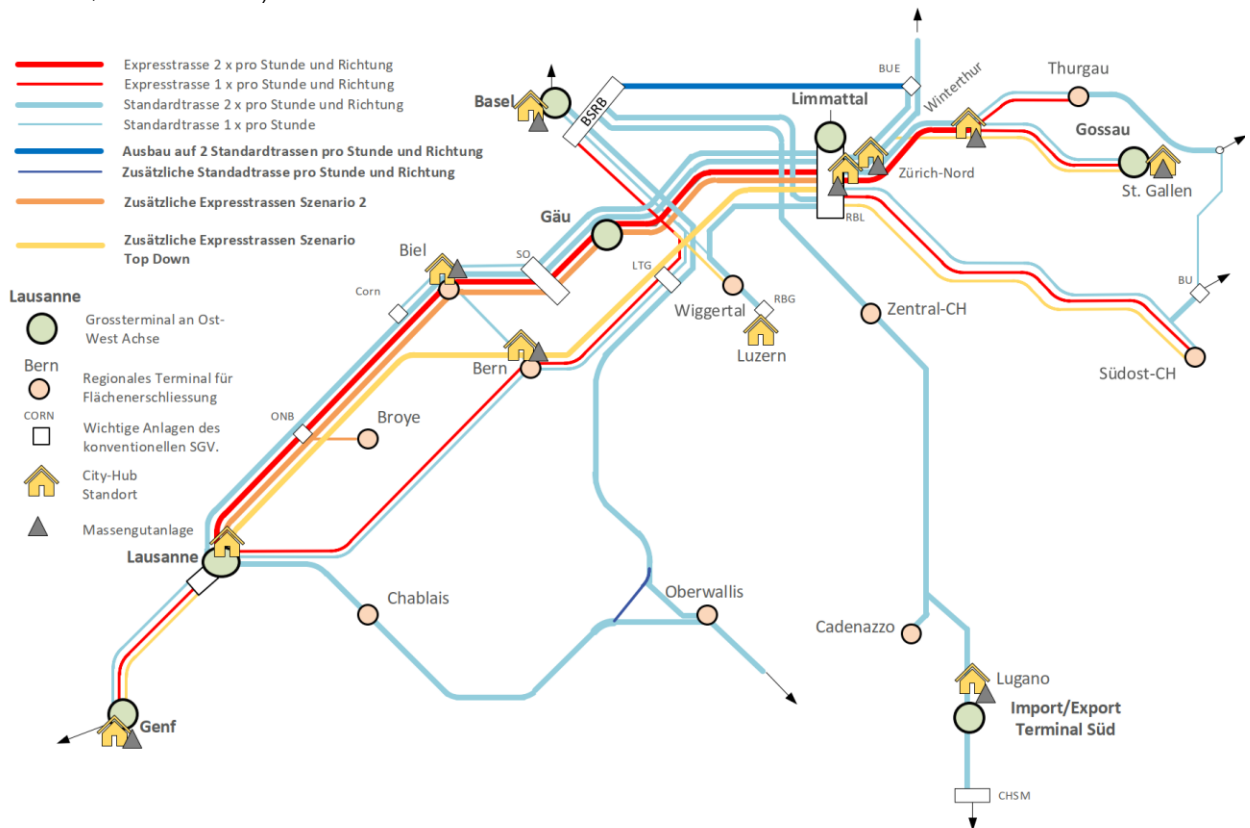 Expresstrasse 2 x pro Stunde und Richtung
Expresstrasse 1 x pro Stunde und Richtung
Standardtrasse 2 x pro Stunde und Richtung
Standardtrasse 1 x pro Stunde
Ausbau auf 2 Standardtrassen pro Stunde und Richtung
Zusätzliche Standadtrasse pro Stunde und Richtung
Zusätzliche Expresstrassen Szenario 2
Zusätzliche Expresstrassen Szenario
Top Down
Lausanne
Grossterminal an Ost-
West Achse
Bern
Regionales Terminal für
Flächenerschliessung
CORN
Wichtige Anlagen des
konventionellen SGV.
City-Hub
Standort
Massengutanlage
Basel
BSRB
BUE
Limmattal
Winterthur
Thurgau
Gossau
Zürich-Nord
St. Gallen
RBL
Gäu
Biel
SO
LTG
Corn
Wiggertal
RBG
Luzern
Zentral-CH
BU
Südost-CH
Bern
ONB
Broye
Lausanne
Chablais
Oberwallis
Cadenazzo
Lugano
Import/Export
Terminal Süd
Genf
CHSM